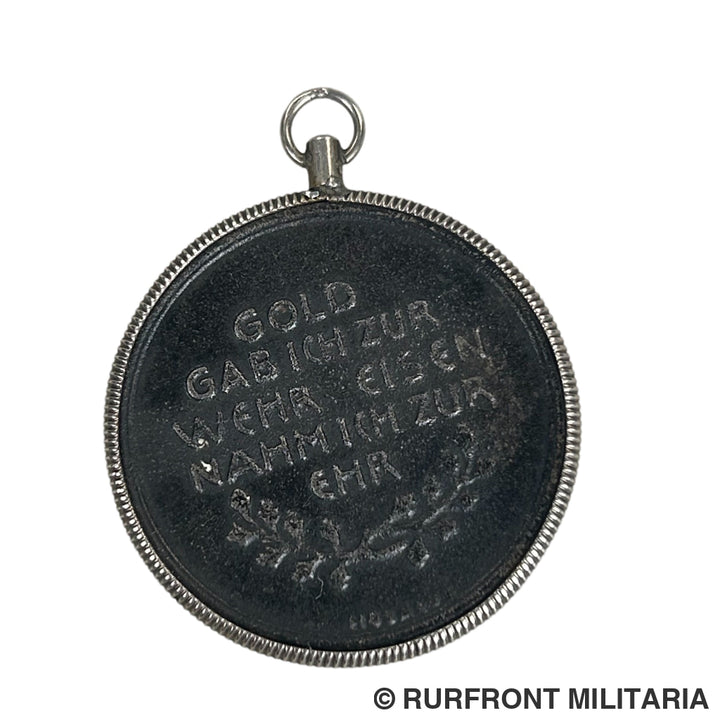 GOLD
GAB ICH ZUR
WEHR EISEN
NAHM ICH ZUR
EHR
© RURFRONT MILITARIA